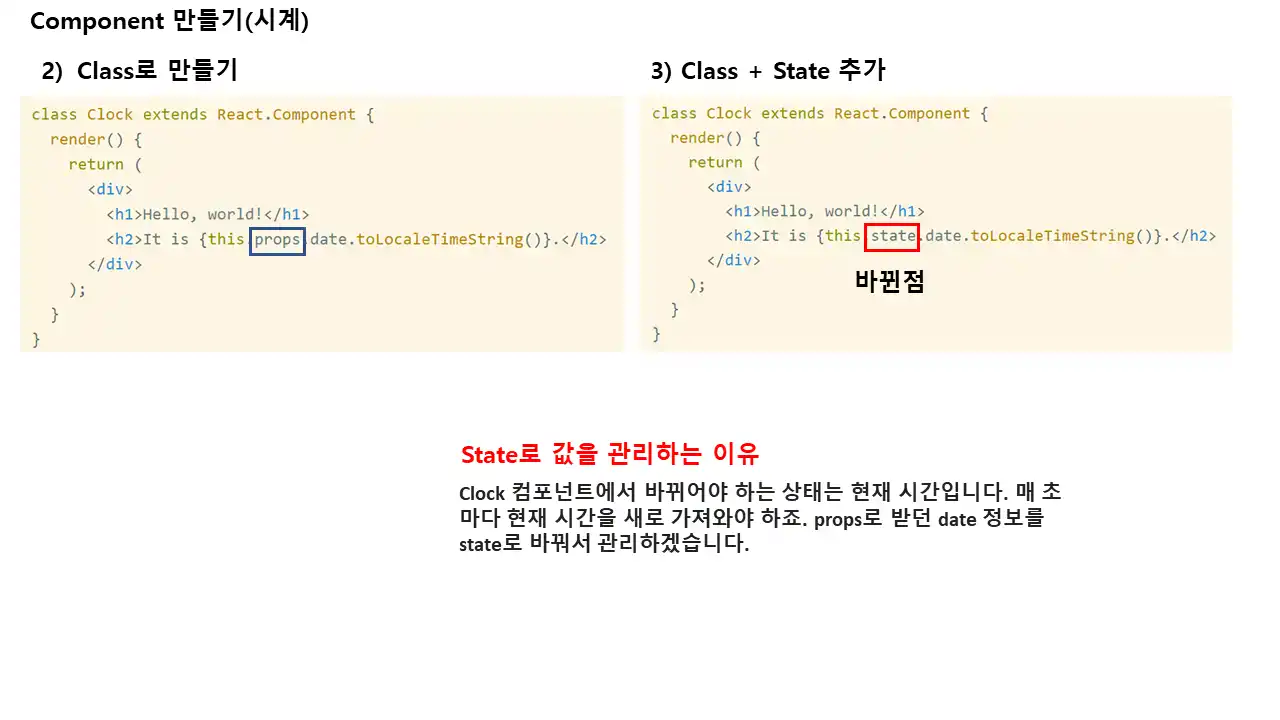 Component 만들기(시계)
2) Class로 만들기
class Clock extends React.Component {
render() {
return (
<div>
<h1>Hello, world!</h1>
<h2>It is {this.props.date.toLocaleTimeString()}.</h2>
</div>
);
}
}
3) Class + State 추가
class Clock extends React.Component {
render() {
return (
<div>
<h1>Hello, world!</h1>
<h2>It is {this.state.date.toLocaleTimeString()}.</h2>
</div>
);
}
}
바뀐점
State로 값을 관리하는 이유
Clock 컴포넌트에서 바뀌어야 하는 상태는 현재 시간입니다. 매 초
마다 현재 시간을 새로 가져와야 하죠. props로 받던 date 정보를
state로 바꿔서 관리하겠습니다.